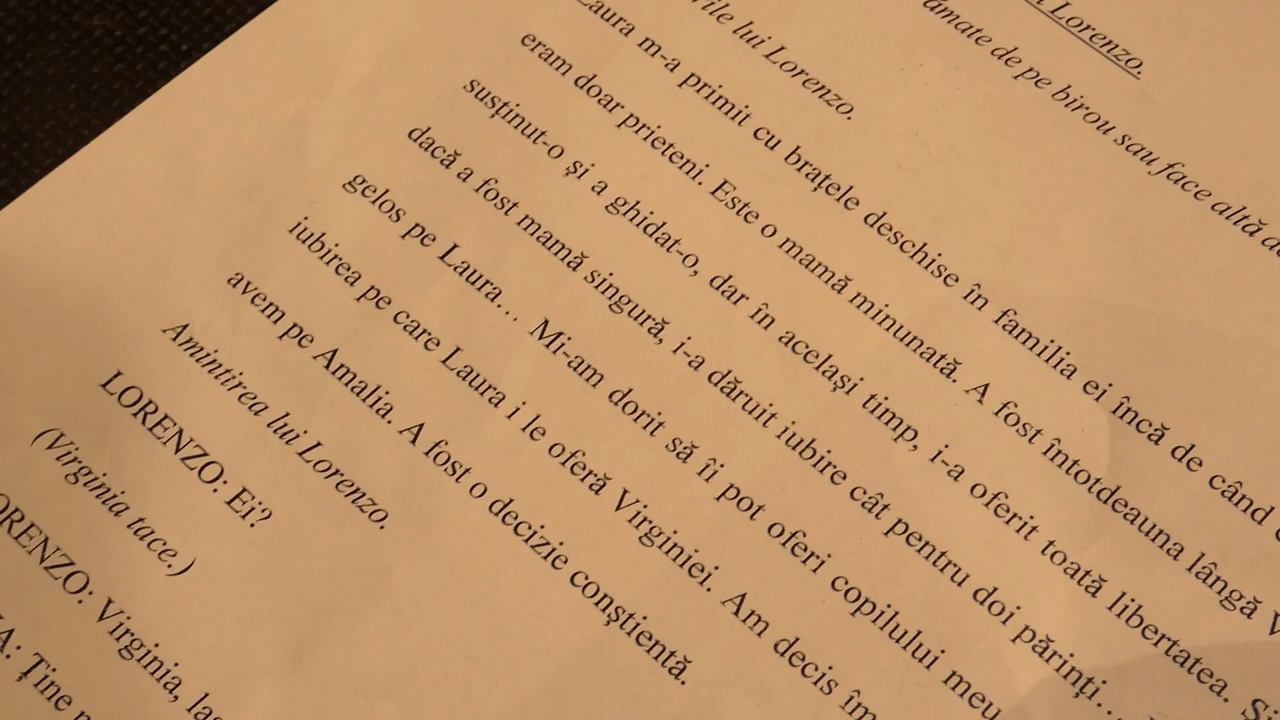 Lorenzo.
de pe birou sau face altă
lui Lorenzo.
Laura m-a primit cu brațele deschise în familia ei încă de când
eram doar prieteni. Este o mamă minunată. A fost întotdeauna lângă
susținut-o și a ghidat-o, dar în același timp, i-a oferit toată libertatea. Și
dacă a fost mamă singură, i-a dăruit iubire cât pentru doi părinți...
gelos pe Laura... Mi-am dorit să îi pot oferi copilului meu
iubirea pe care Laura i le oferă Virginiei. Am decis
avem pe Amalia. A fost o decizie conștientă.
Amintirea lui Lorenzo.
LORENZO: Ei?
(Virginia tace.)
ORENZO: Virginia,
Ține